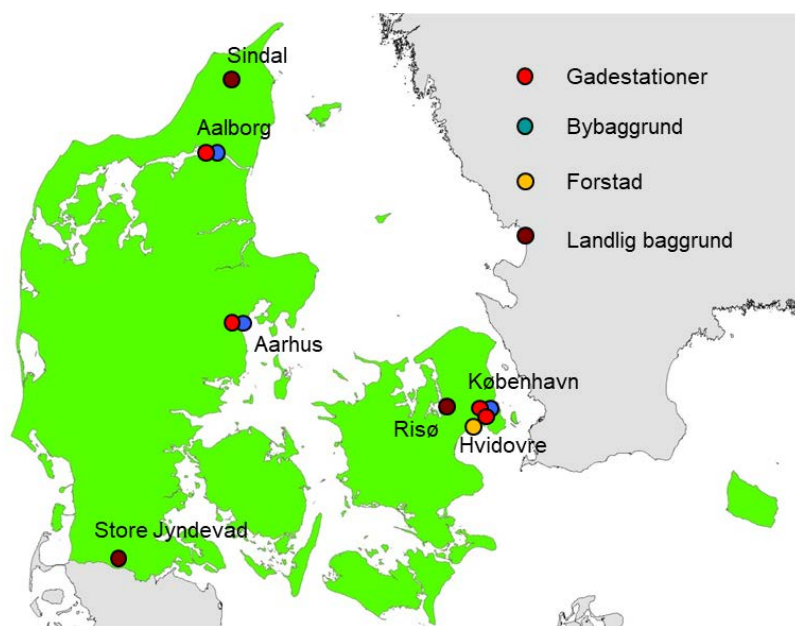 Sindal
Aalborg
Aarhus
København
Risø
Hvidovre
Store Jyndevad
Gadestationer
Bybaggrund
Forstad
Landlig baggrund